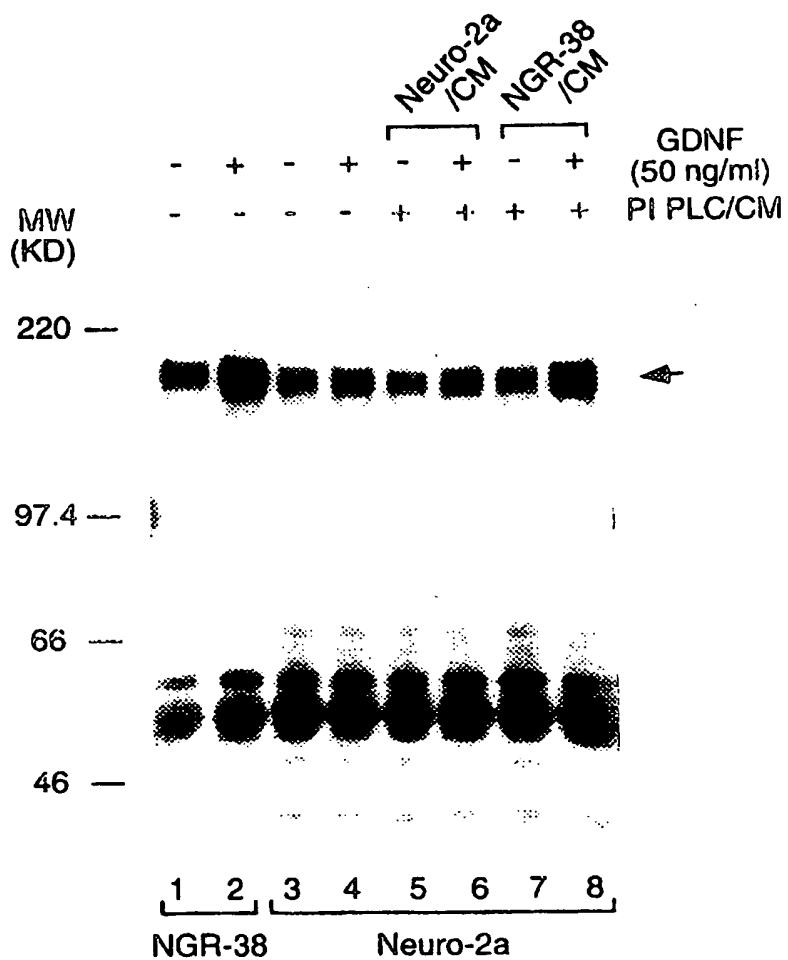 Neuro-2a
/CM
NGR-38
/CM
GDNF
- + - + - + - + (50 ng/ml)
- - - - + + + + PI PLC/CM
MW
(KD)
220
97.4
66
46
1 2 3 4 5 6 7 8
NGR-38 Neuro-2a